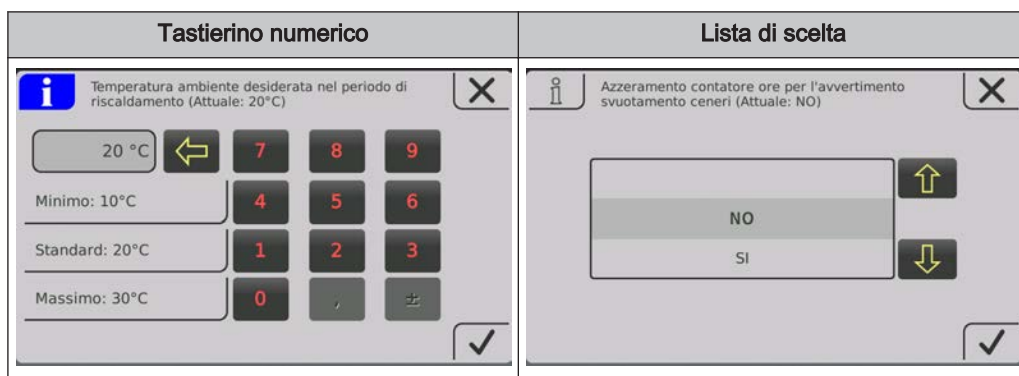 Tastierino numerico
Lista di scelta
i
Temperatura ambiente desiderata nel periodo di
riscaldamento (Attuale: 20°C)
20 °C
7 8 9
Minimo: 10°C
4 5 6
Standard: 20°C
1 2 3
Massimo: 30°C
0 , ±
i
Azzeramento contatore ore per l'avvertimento
svuotamento ceneri (Attuale: NO)
NO
SI